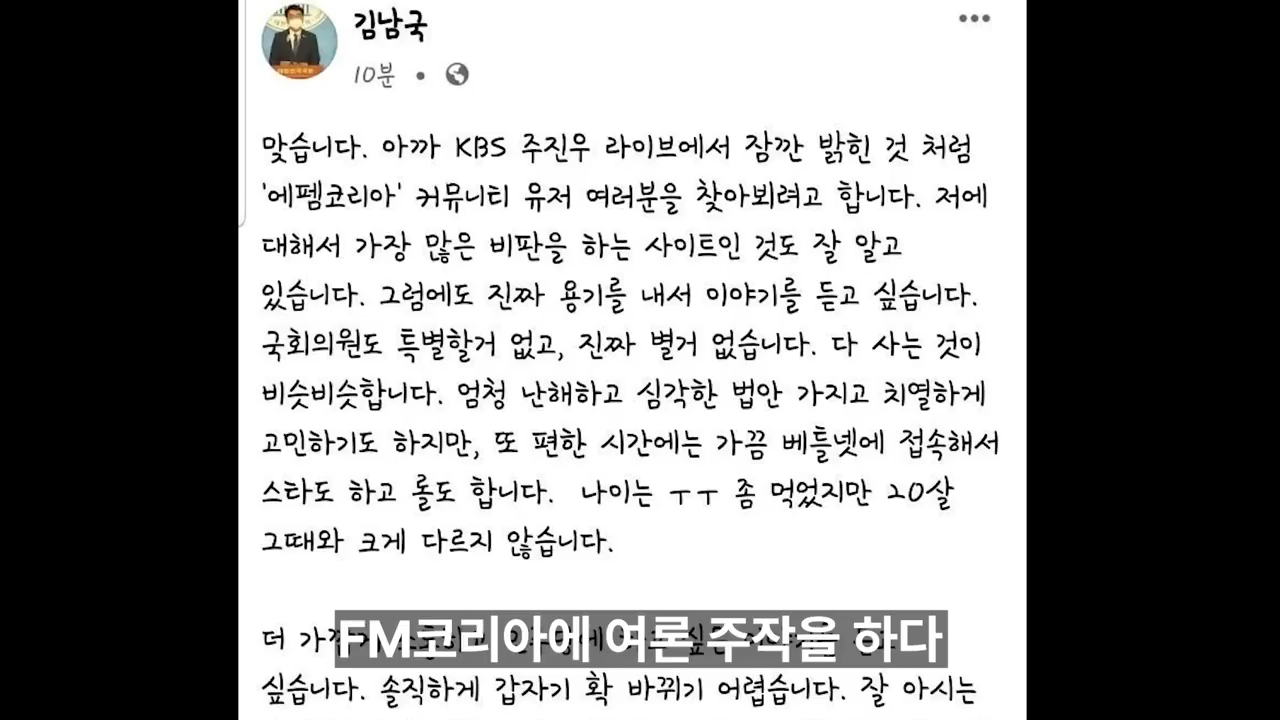 김남국
10분
맞습니다. 아까 KBS 주진우 라이브에서 잠깐 밝힌 것 처럼
'에펨코리아' 커뮤니티 유저 여러분을 찾아뵈려고 합니다. 저에
대해서 가장 많은 비판을 하는 사이트인 것도 잘 알고
있습니다. 그럼에도 진짜 용기를 내서 이야기를 듣고 싶습니다.
국회의원도 특별할거 없고, 진짜 별거 없습니다. 다 사는 것이
비슷비슷합니다. 엄청 난해하고 심각한 법안 가지고 치열하게
고민하기도 하지만, 또 편한 시간에는 가끔 베틀넷에 접속해서
스타도 하고 롤도 합니다. 나이는 ㅜㅜ 좀 먹었지만 20살
그때와 크게 다르지 않습니다.
더
FM코리아에 여론 주작을 하다
싶습니다. 솔직하게 갑자기 확 바뀌기 어렵습니다. 잘 아시는